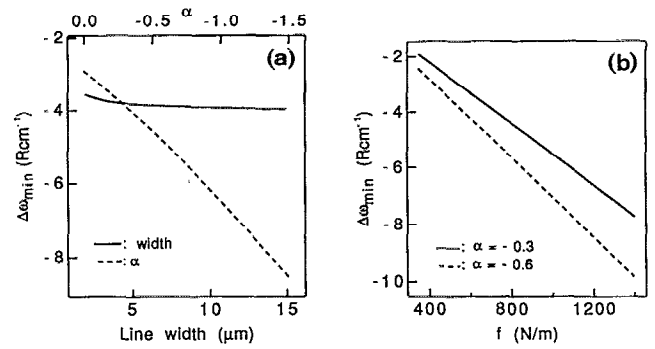 α
0.0 -0.5 -1.0 -1.5
-2
-4
-6
-8
Δω_min (Rcm⁻¹)
(a)
—: width
----: α
5 10 15
Line width (μm)
-2
-4
-6
-8
-10
Δω_min (Rcm⁻¹)
(b)
—: α = - 0.3
----: α = - 0.6
400 800 1200
f (N/m)